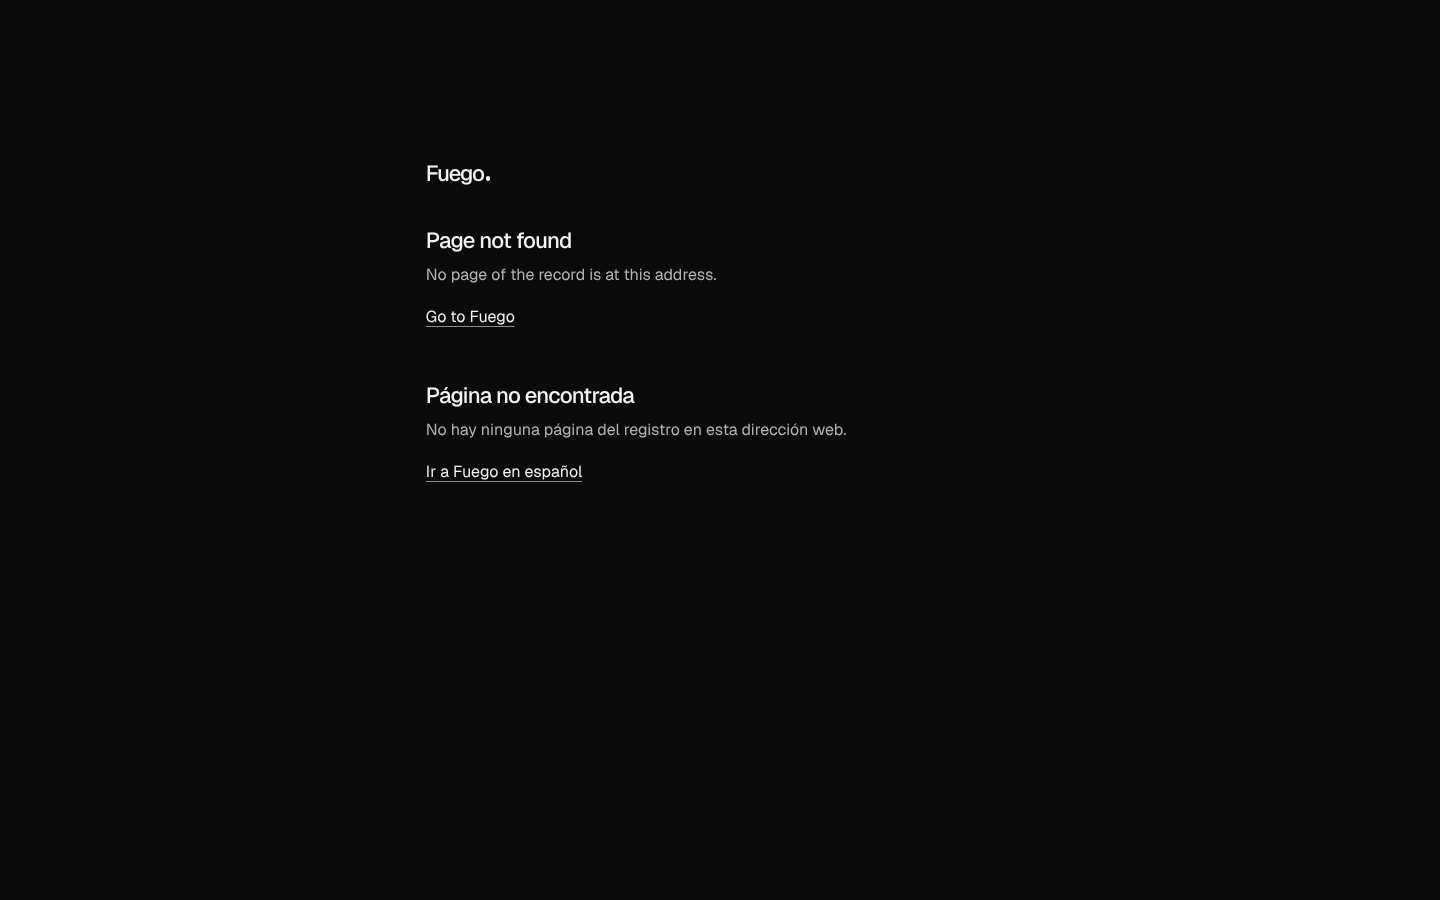 Fuego.
Page not found
No page of the record is at this address.
Go to Fuego
Página no encontrada
No hay ninguna página del registro en esta dirección web.
Ir a Fuego en español